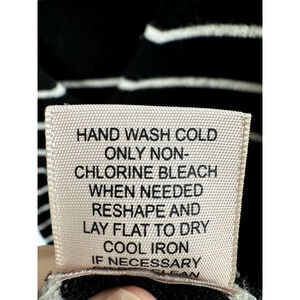 HAND WASH COLD
ONLY NON-
CHLORINE BLEACH
WHEN NEEDED
RESHAPE AND
LAY FLAT TO DRY
COOL IRON
IF NECESSARY
CLEAN